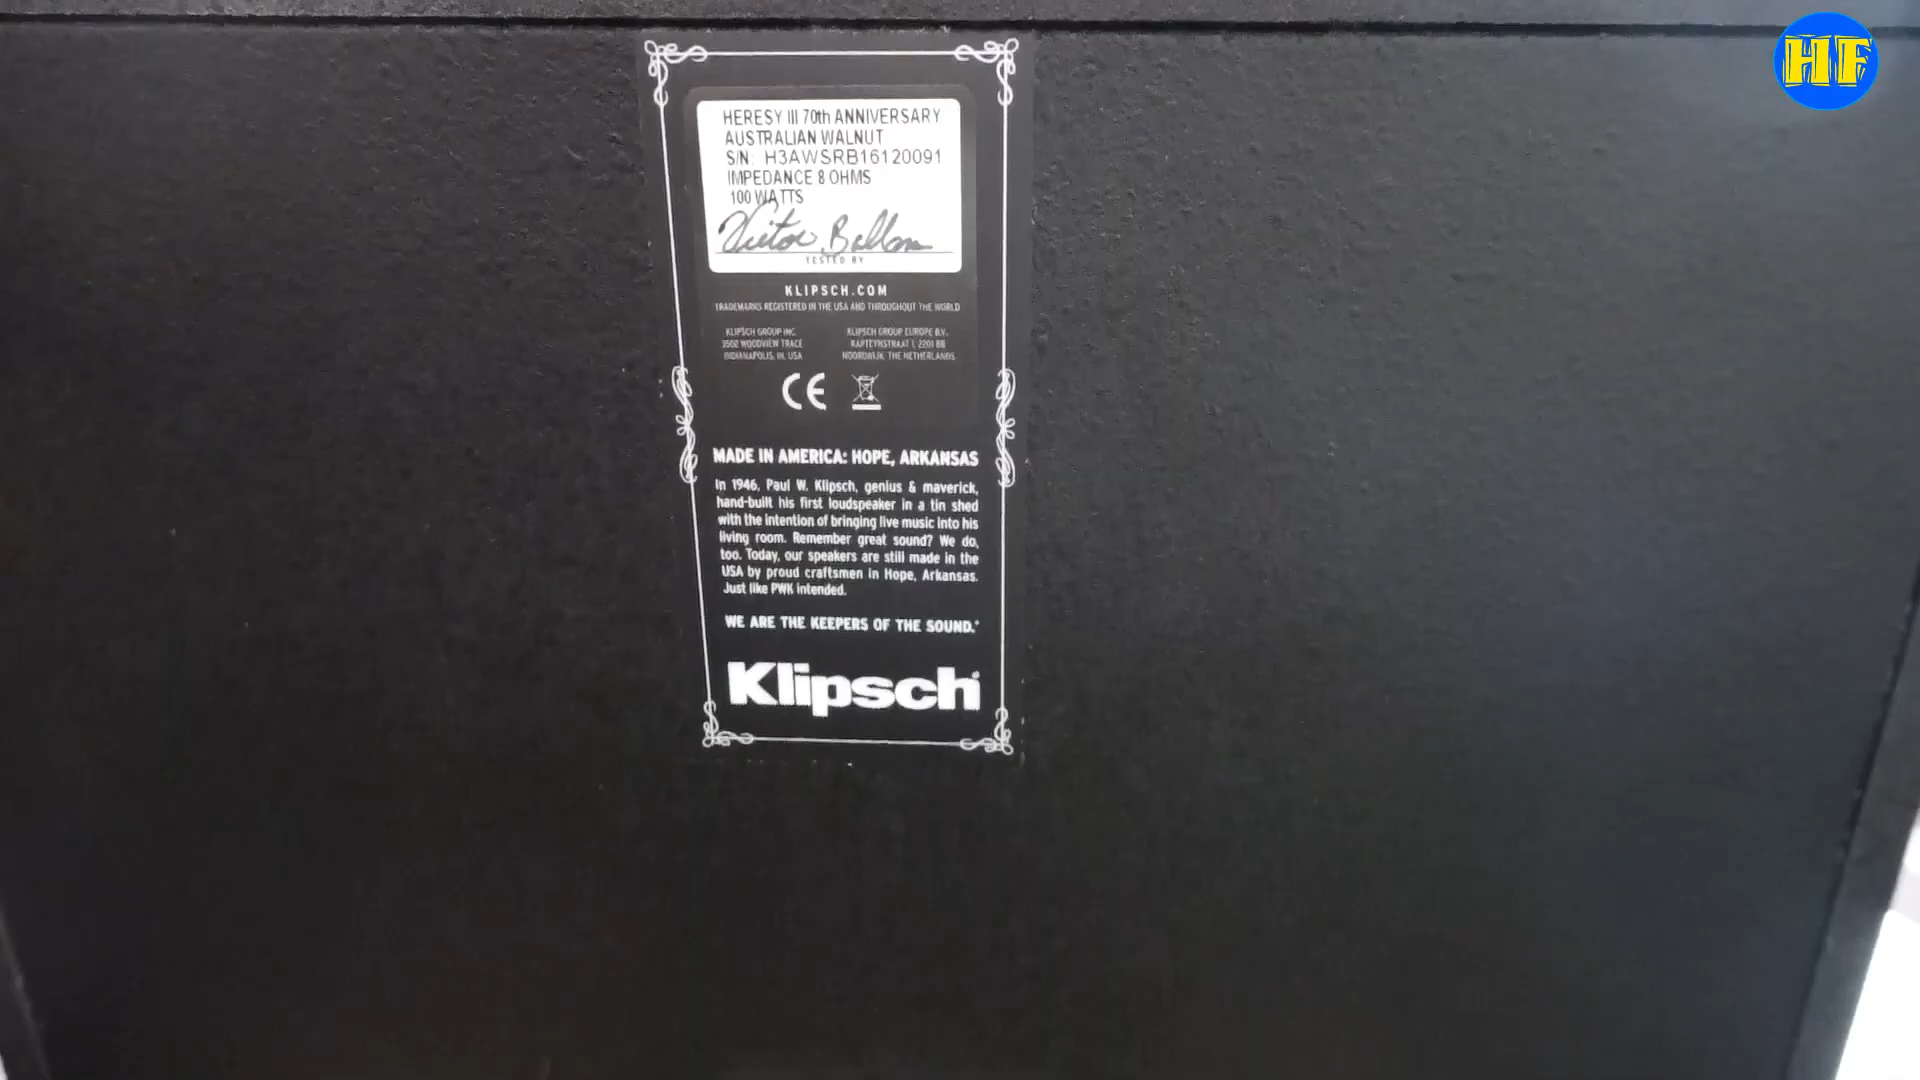 HF
HERESY III 70th ANNIVERSARY
AUSTRALIAN WALNUT
S/N: H3AWSRB16120091
IMPEDANCE 8 OHMS
100 WATTS
Victor
TESTED BY
KLIPSCH.COM
TRADEMARKS REGISTERED IN THE USA AND THROUGHOUT THE WORLD
KLIPSCH GROUP INC.
3502 WOODVIEW TRACE
INDIANAPOLIS, IN, USA
KLIPSCH GROUP EUROPE B.V.
KAPTEYNSTRAAT 1, 2201 BB
NOORDWIJK, THE NETHERLANDS
CE
MADE IN AMERICA: HOPE, ARKANSAS
In 1946, Paul W. Klipsch, genius & maverick,
hand-built his first loudspeaker in a tin shed
with the intention of bringing live music into his
living room. Remember great sound? We do,
too. Today, our speakers are still made in the
USA by proud craftsmen in Hope, Arkansas.
Just like PWK intended.
WE ARE THE KEEPERS OF THE SOUND.®
Klipsch®